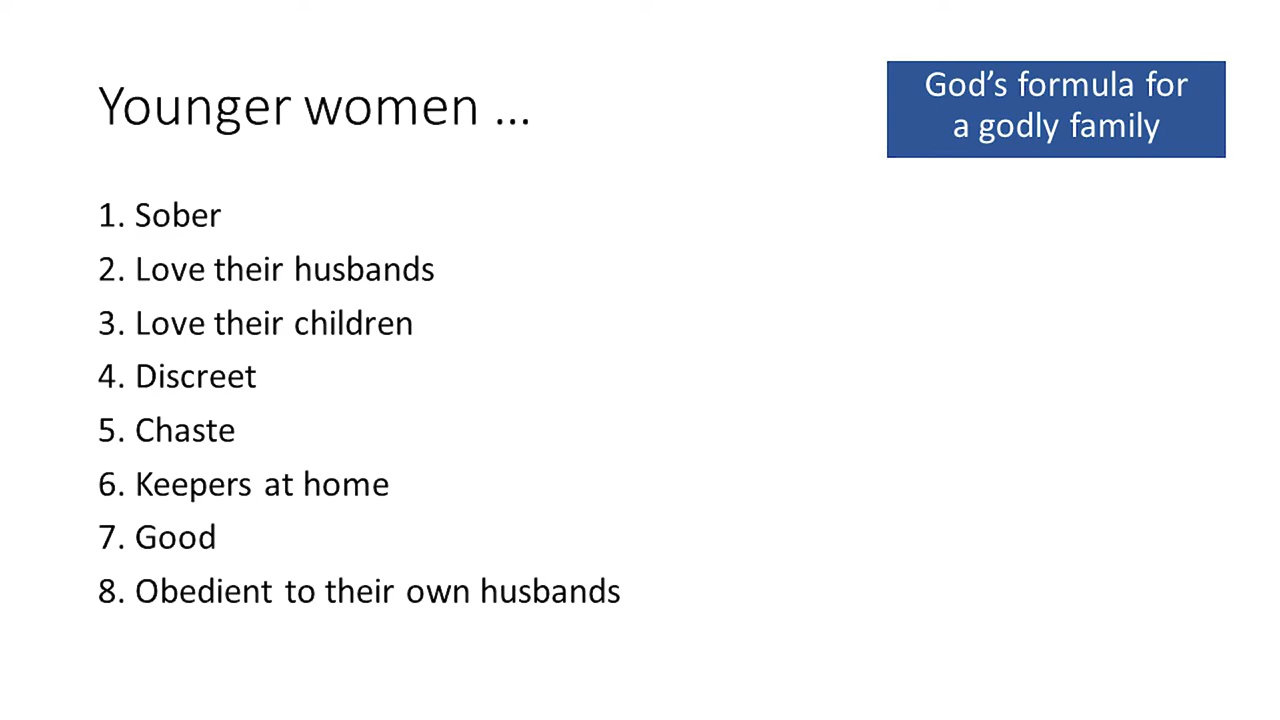 Younger women ...
God's formula for
a godly family
1. Sober
2. Love their husbands
3. Love their children
4. Discreet
5. Chaste
6. Keepers at home
7. Good
8. Obedient to their own husbands